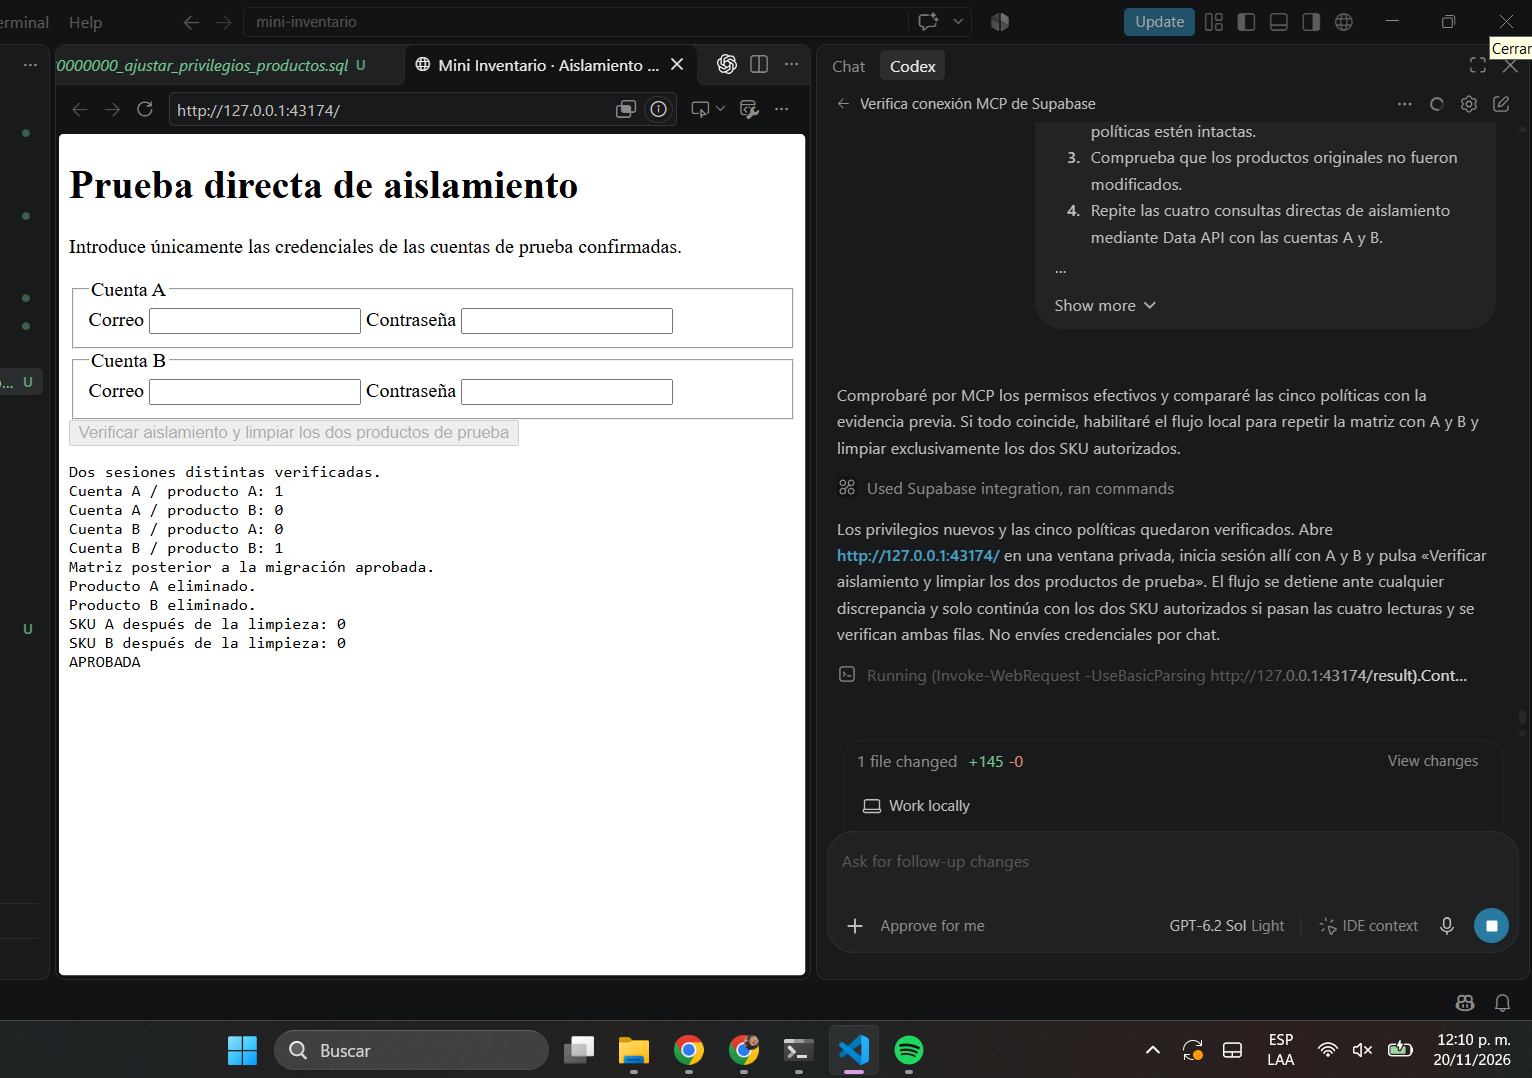 erminal Help
mini-inventario
Update
Cerrar
0000000_ajustar_privilegios_productos.sql U
Mini Inventario · Aislamiento ...
http://127.0.0.1:43174/
U
U
Prueba directa de aislamiento
Introduce únicamente las credenciales de las cuentas de prueba confirmadas.
Cuenta A
Correo Contraseña
Cuenta B
Correo Contraseña
Verificar aislamiento y limpiar los dos productos de prueba
Dos sesiones distintas verificadas.
Cuenta A / producto A: 1
Cuenta A / producto B: 0
Cuenta B / producto A: 0
Cuenta B / producto B: 1
Matriz posterior a la migración aprobada.
Producto A eliminado.
Producto B eliminado.
SKU A después de la limpieza: 0
SKU B después de la limpieza: 0
APROBADA
Chat Codex
Verifica conexión MCP de Supabase
políticas estén intactas.
3. Comprueba que los productos originales no fueron
modificados.
4. Repite las cuatro consultas directas de aislamiento
mediante Data API con las cuentas A y B.
...
Show more
Comprobaré por MCP los permisos efectivos y compararé las cinco políticas con la
evidencia previa. Si todo coincide, habilitaré el flujo local para repetir la matriz con A y B y
limpiar exclusivamente los dos SKU autorizados.
Used Supabase integration, ran commands
Los privilegios nuevos y las cinco políticas quedaron verificados. Abre
http://127.0.0.1:43174/ en una ventana privada, inicia sesión allí con A y B y pulsa «Verificar
aislamiento y limpiar los dos productos de prueba». El flujo se detiene ante cualquier
discrepancia y solo continúa con los dos SKU autorizados si pasan las cuatro lecturas y se
verifican ambas filas. No envíes credenciales por chat.
Running (Invoke-WebRequest -UseBasicParsing http://127.0.0.1:43174/result).Cont...
1 file changed +145 -0
View changes
Work locally
Ask for follow-up changes
Approve for me
GPT-6.2 Sol Light
IDE context
Buscar
ESP
LAA
12:10 p. m.
20/11/2026